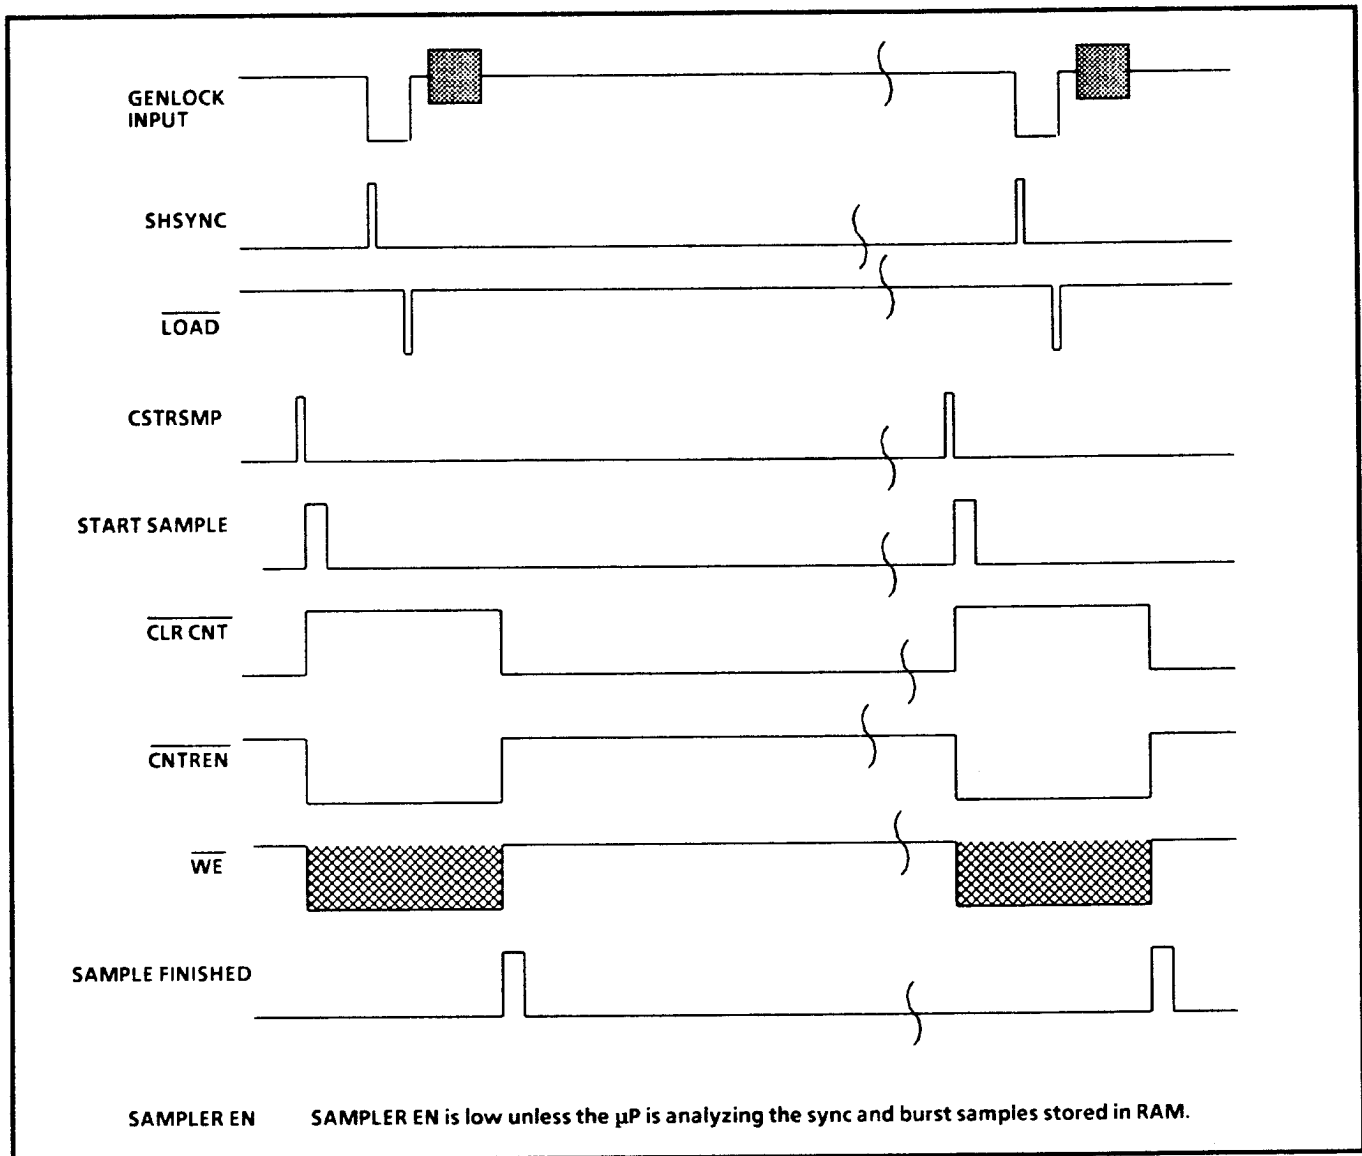 GENLOCK
INPUT
SHSYNC
LOAD
CSTRSMP
START SAMPLE
CLR CNT
CNTREN
WE
SAMPLE FINISHED
SAMPLER EN SAMPLER EN is low unless the µP is analyzing the sync and burst samples stored in RAM.